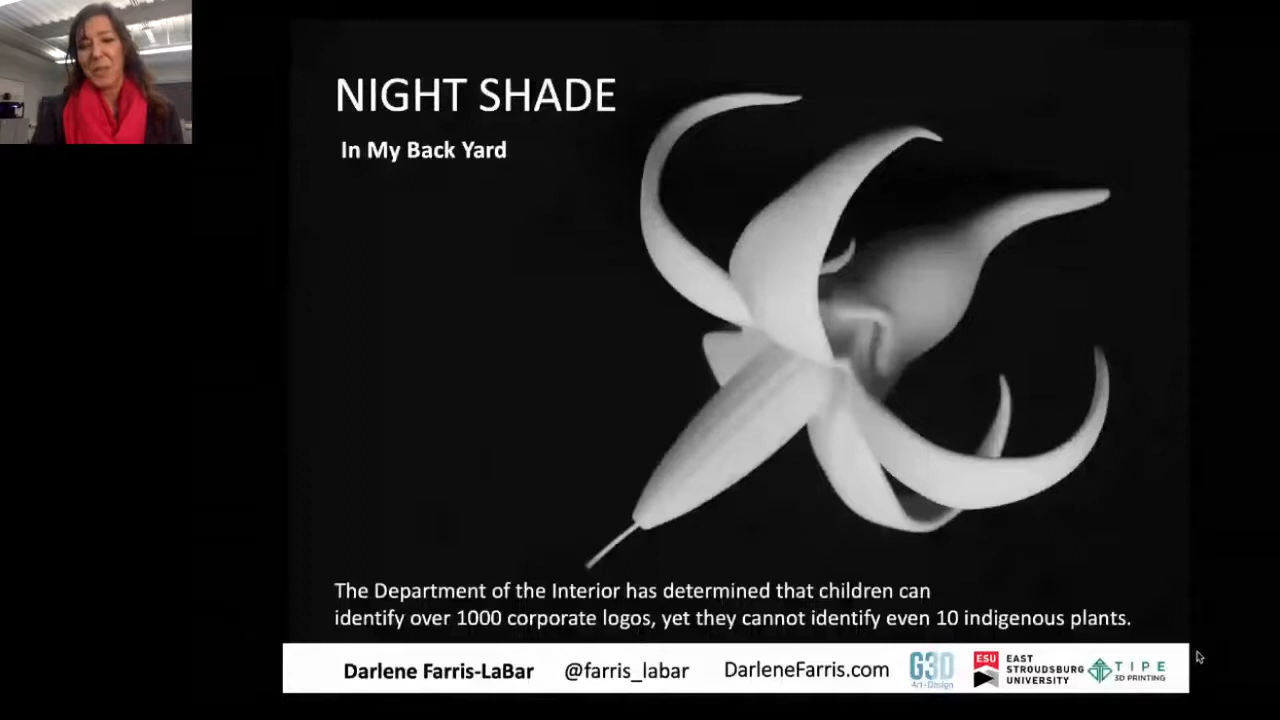 NIGHT SHADE
In My Back Yard
The Department of the Interior has determined that children can
identify over 1000 corporate logos, yet they cannot identify even 10 indigenous plants.
Darlene Farris-LaBar
@farris_labar
DarleneFarris.com
G3D
Art+Design
ESU
EAST
STROUDSBURG
UNIVERSITY
TIPE
3D PRINTING